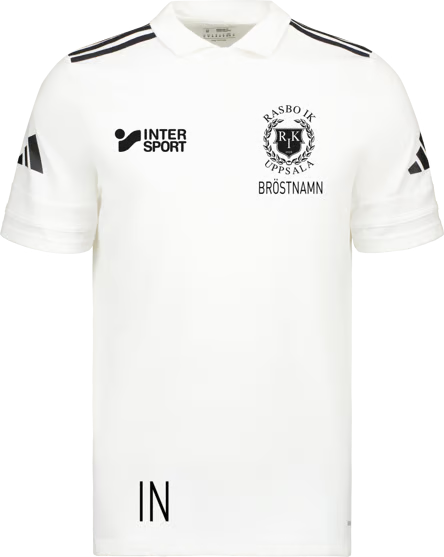 INTER
SPORT
RASBO IK
RIK
UPPSALA
BRÖSTNAMN
IN